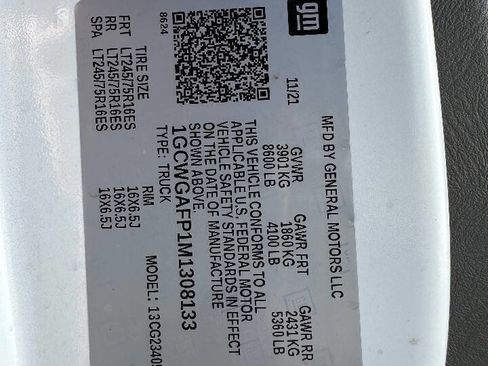 gm
MFD BY GENERAL MOTORS LLC
11/21
GVWR GAWR FRT GAWR RR
3901 KG 1860 KG 2431 KG
8600 LB 4100 LB 5360 LB
THIS VEHICLE CONFORMS TO ALL
APPLICABLE U.S. FEDERAL MOTOR
VEHICLE SAFETY STANDARDS IN EFFECT
ON THE DATE OF MANUFACTURE
SHOWN ABOVE.
1GCWGAFP1M1308133
8624
TYPE: TRUCK MODEL:
TIRE SIZE RIM
FRT LT245/75R16ES 16X6.5J
RR LT245/75R16ES 16X6.5J
SPA LT245/75R16ES 16X6.5J